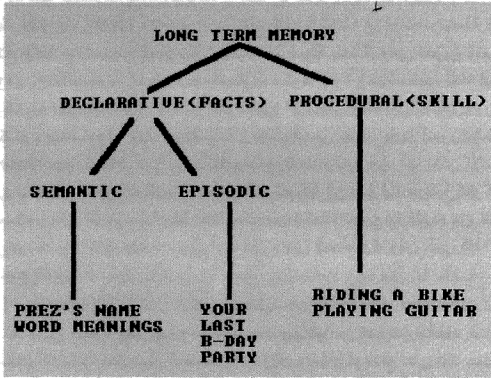 LONG TERM MEMORY
DECLARATIVE<FACTS> PROCEDURAL<SKILL>
SEMANTIC EPISODIC
PREZ'S NAME
WORD MEANINGS
YOUR
LAST
B-DAY
PARTY
RIDING A BIKE
PLAYING GUITAR